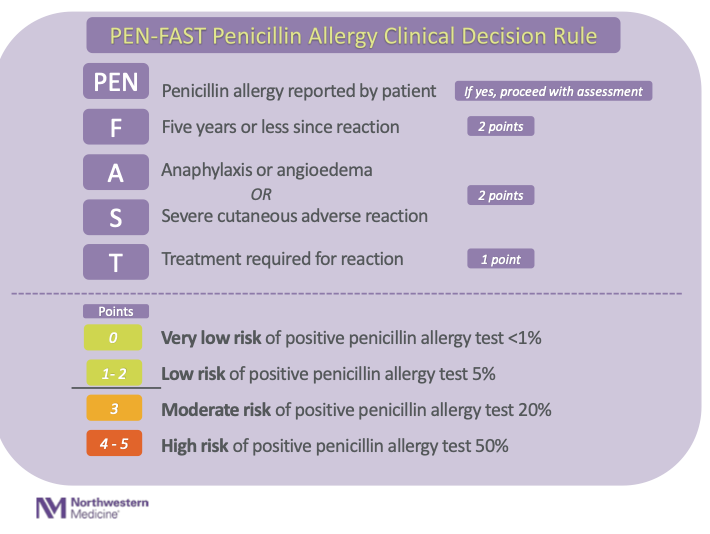 PEN-FAST Penicillin Allergy Clinical Decision Rule
PEN Penicillin allergy reported by patient If yes, proceed with assessment
F Five years or less since reaction 2 points
A Anaphylaxis or angioedema
OR 2 points
S Severe cutaneous adverse reaction
T Treatment required for reaction 1 point
Points
0 Very low risk of positive penicillin allergy test <1%
1- 2 Low risk of positive penicillin allergy test 5%
3 Moderate risk of positive penicillin allergy test 20%
4 - 5 High risk of positive penicillin allergy test 50%
Northwestern
Medicine